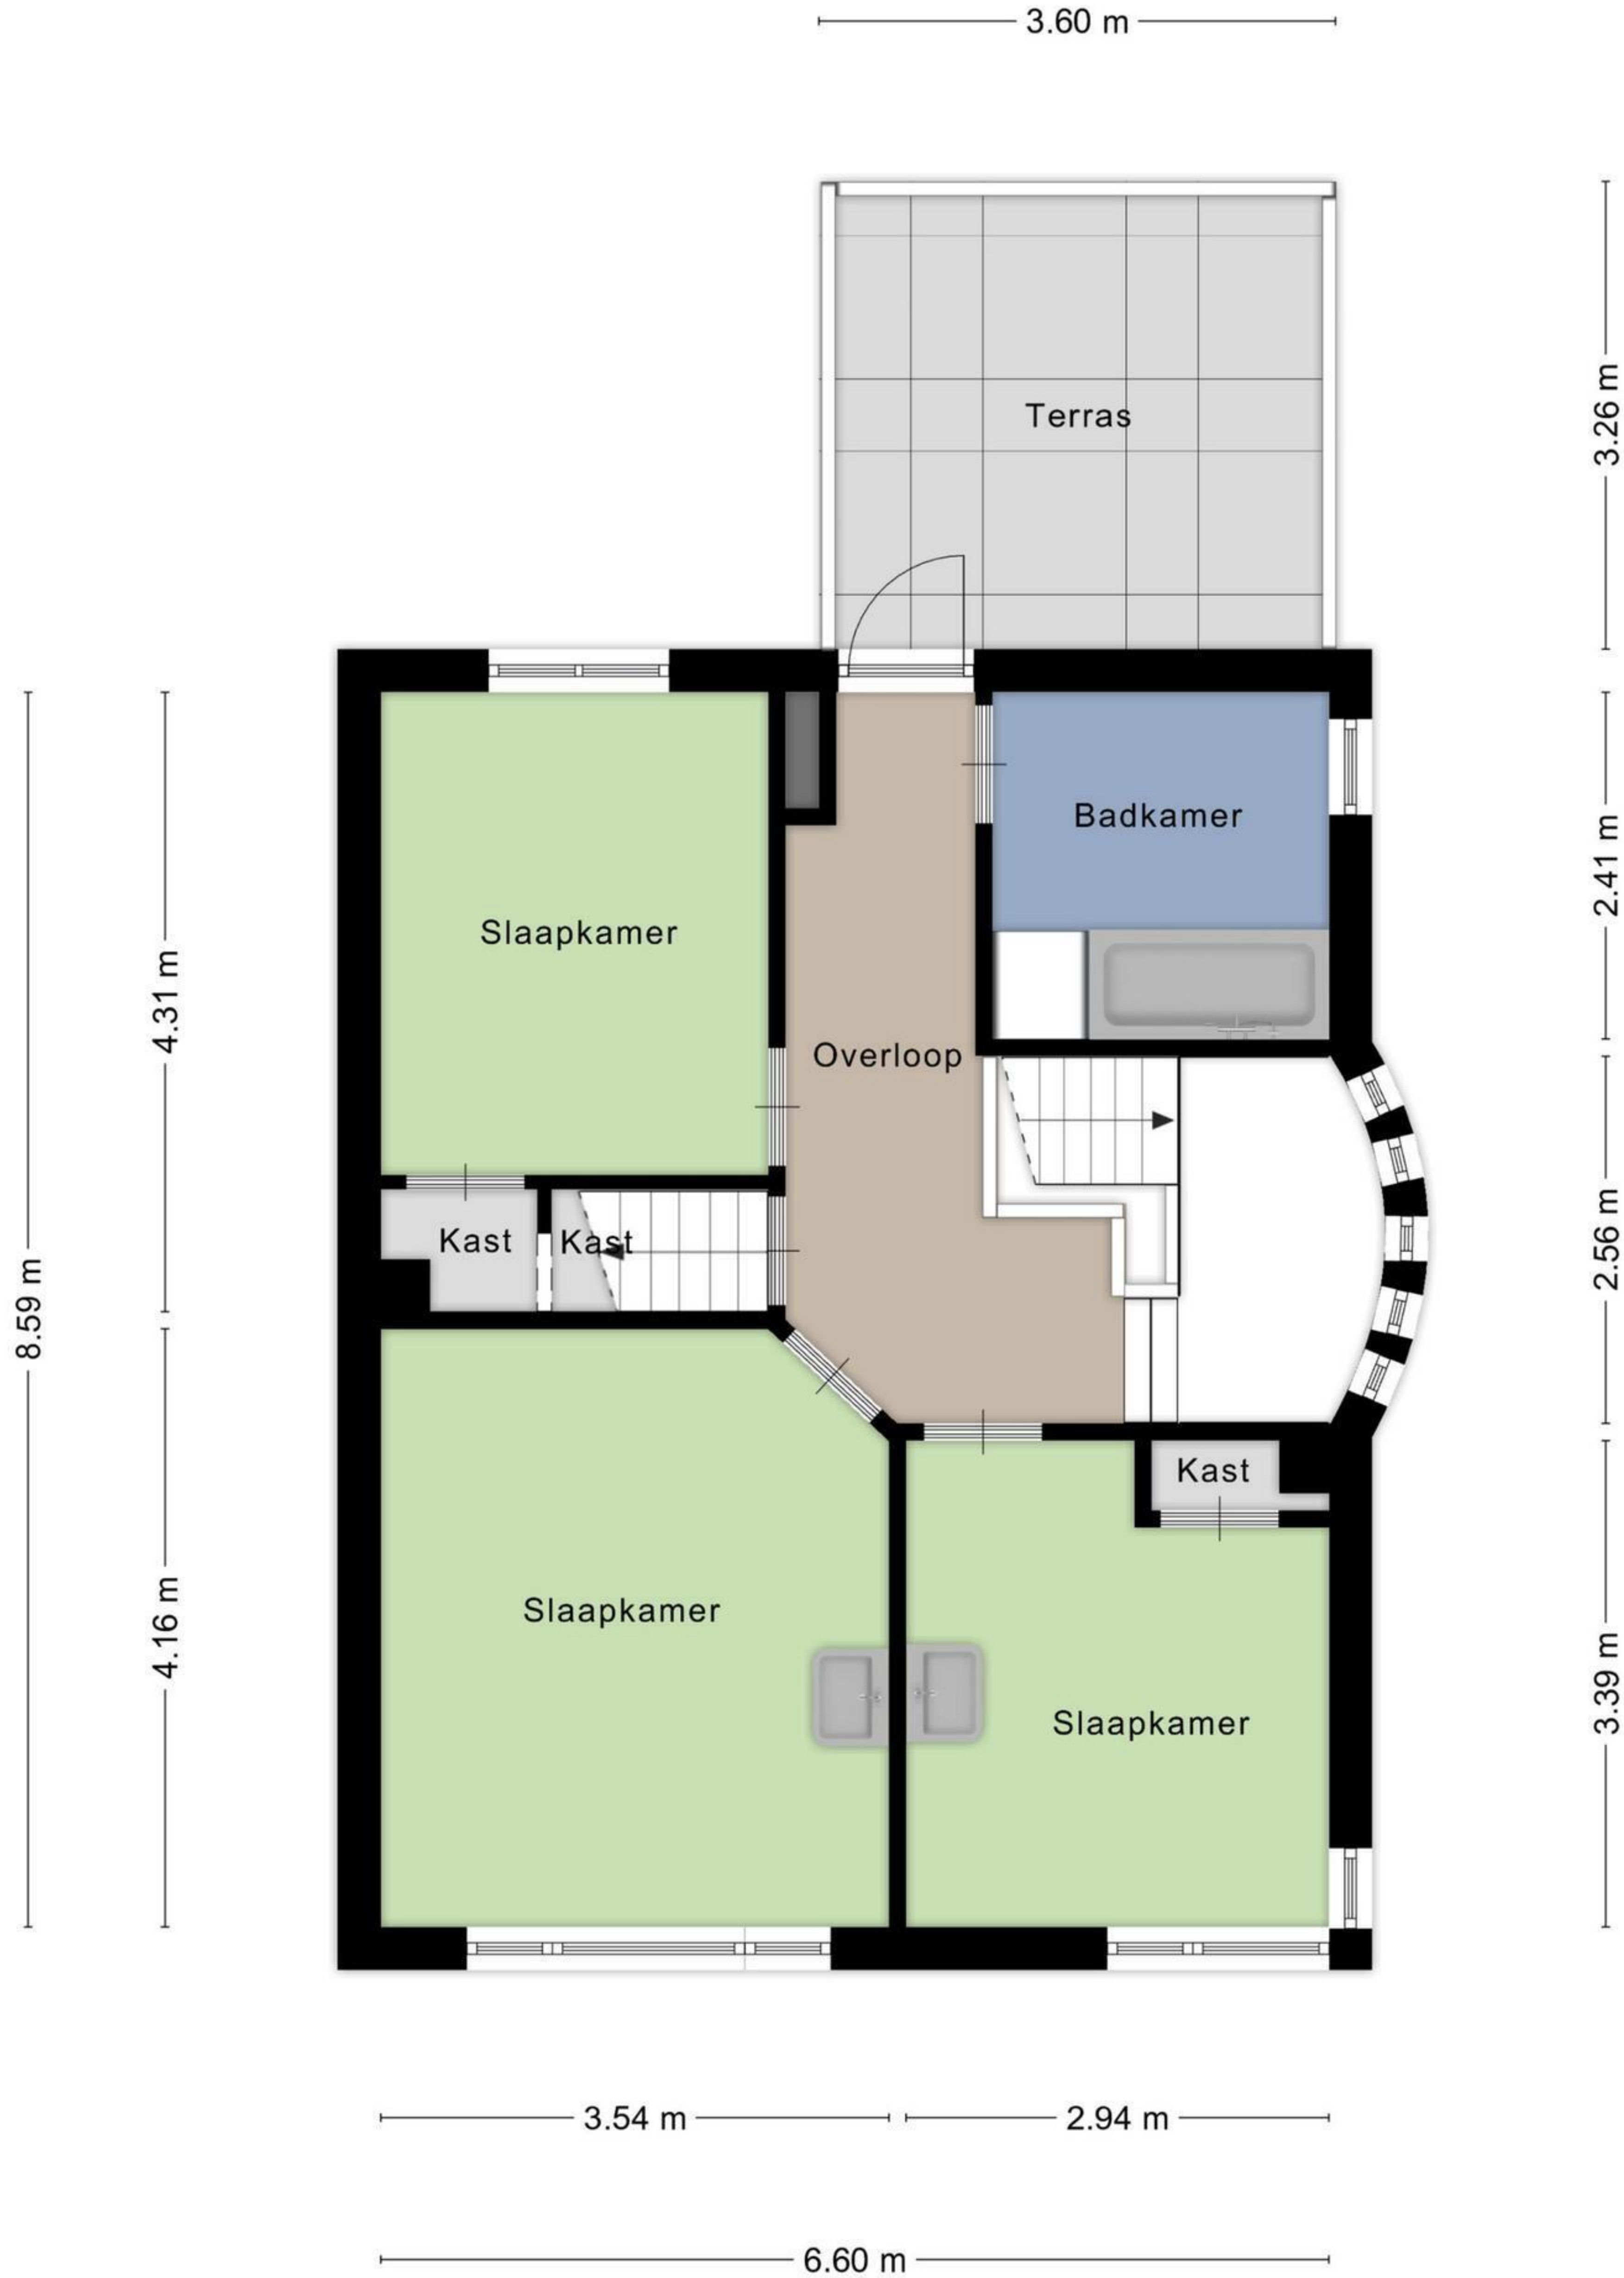 3.60 m
Terras
3.26 m
Slaapkamer
Badkamer
2.41 m
4.31 m
Overloop
Kast
Kast
2.56 m
8.59 m
Kast
Slaapkamer
4.16 m
Slaapkamer
3.39 m
3.54 m
2.94 m
6.60 m